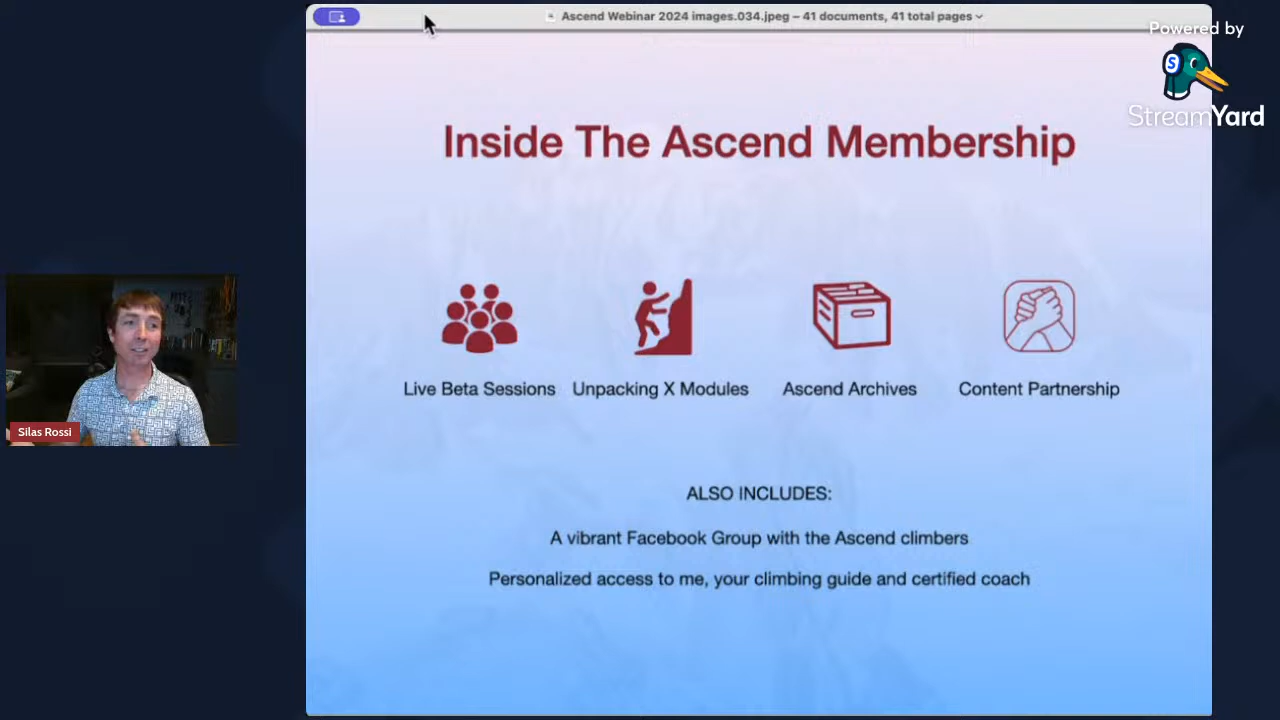 Ascend Webinar 2024 images.034.jpeg – 41 documents, 41 total pages
Powered by
S
StreamYard
Inside The Ascend Membership
Live Beta Sessions
Unpacking X Modules
Ascend Archives
Content Partnership
Silas Rossi
ALSO INCLUDES:
A vibrant Facebook Group with the Ascend climbers
Personalized access to me, your climbing guide and certified coach